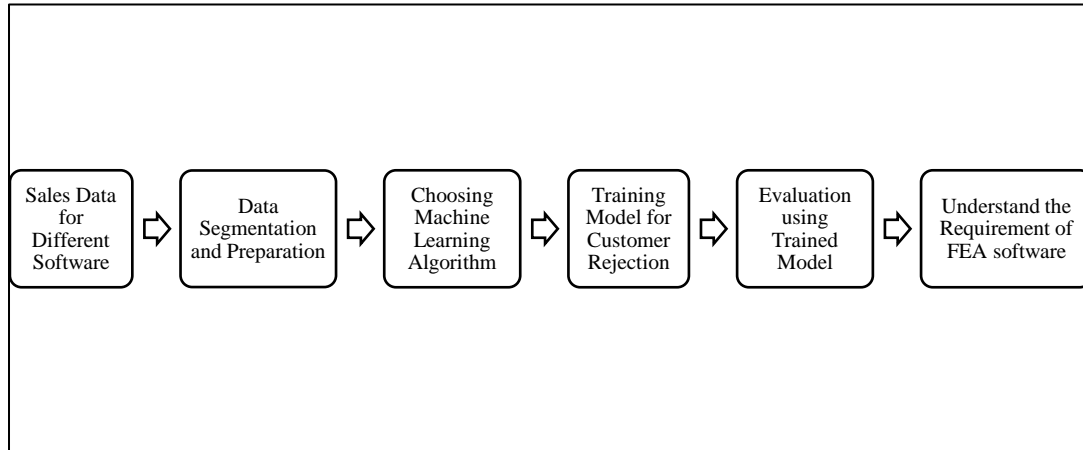 Sales Data
for
Different
Software
Data
Segmentation
and Preparation
Choosing
Machine
Learning
Algorithm
Training
Model for
Customer
Rejection
Evaluation
using
Trained
Model
Understand the
Requirement of
FEA software